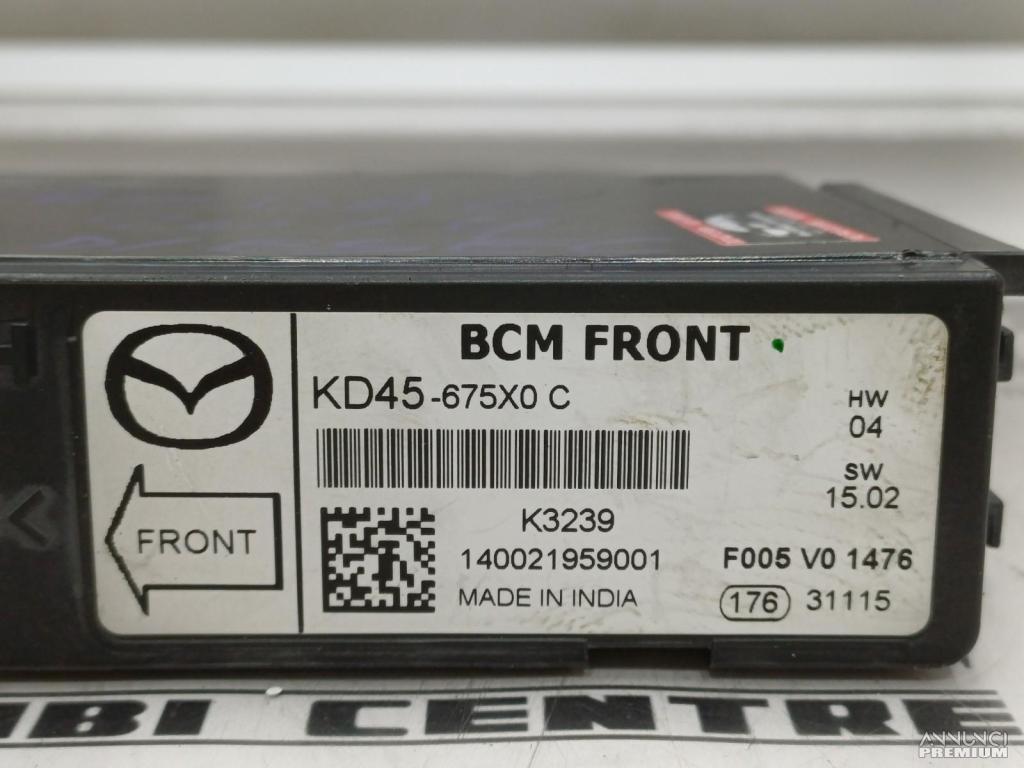 BCM FRONT
KD45-675X0 C
HW
04
SW
15.02
FRONT
K3239
140021959001
F005 V0 1476
MADE IN INDIA
176 31115
CENTRE
ANNUNCI
PREMIUM